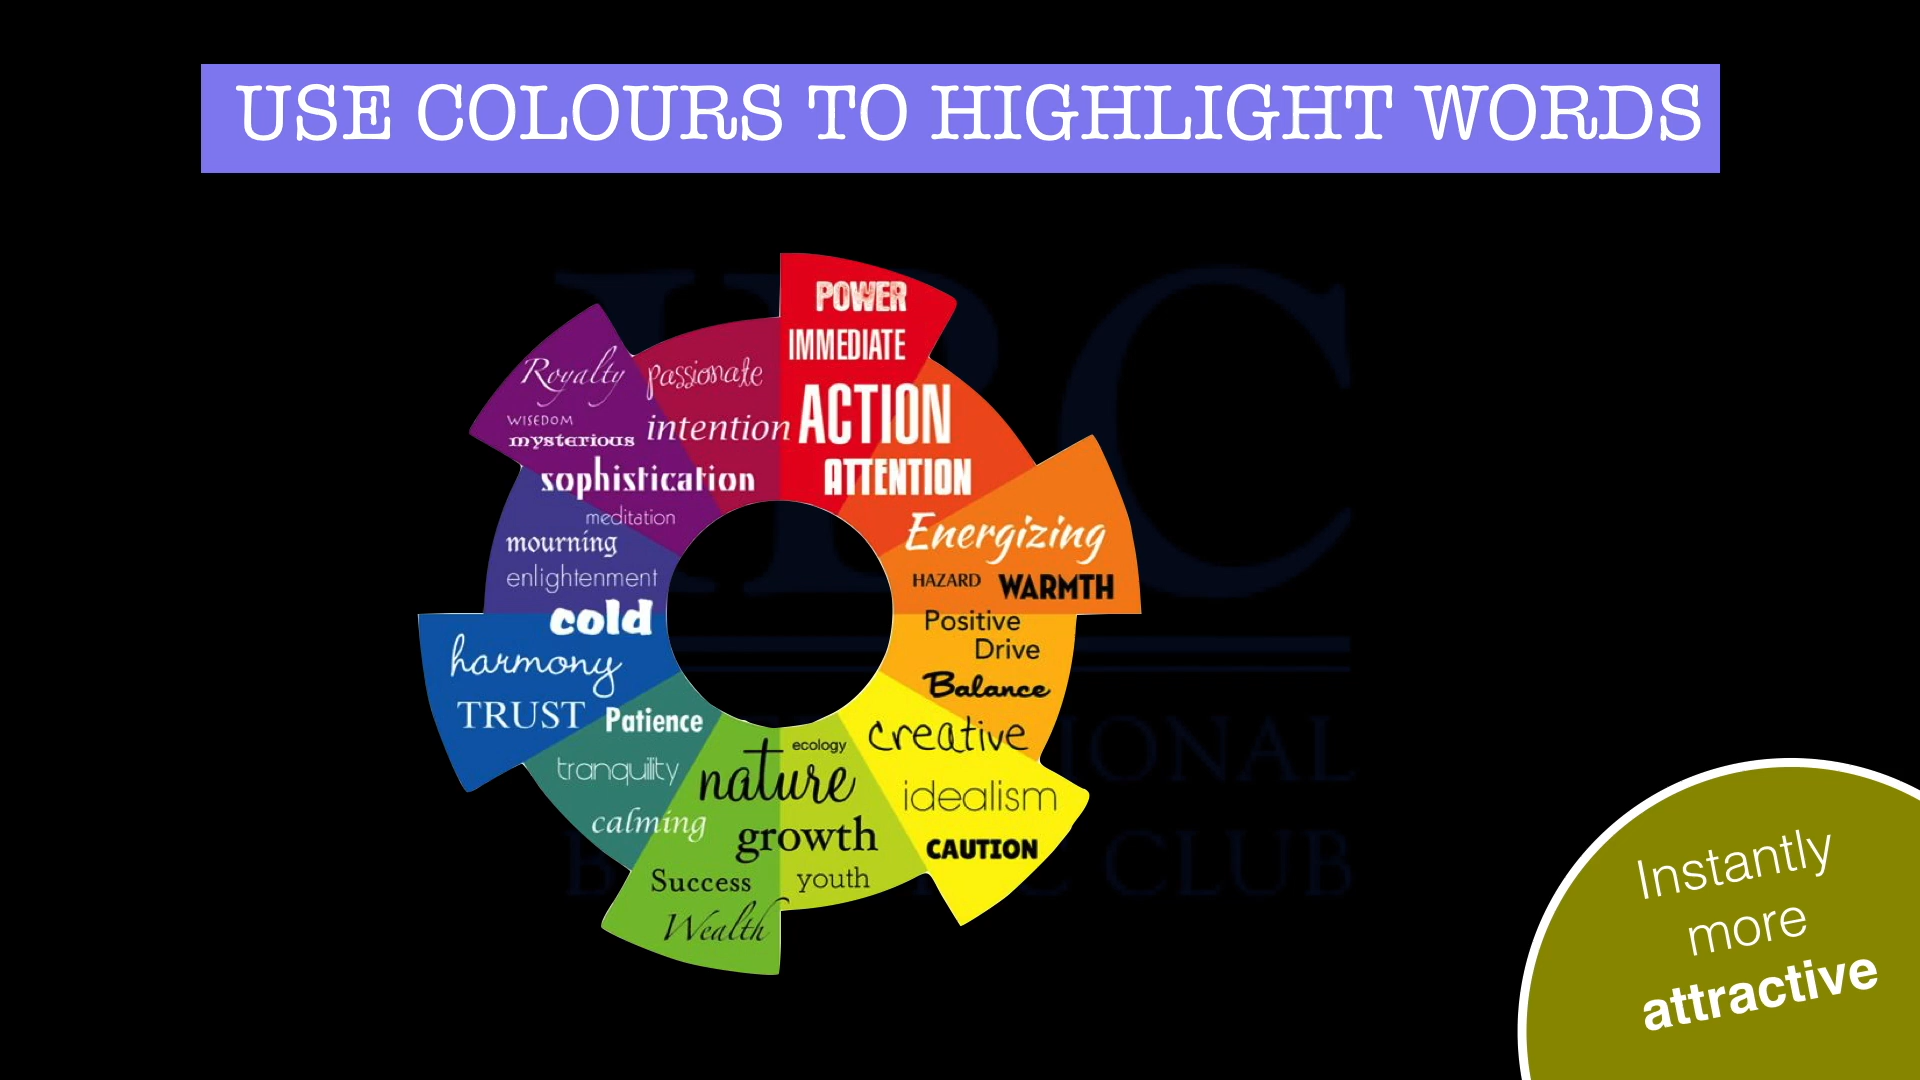 USE COLOURS TO HIGHLIGHT WORDS
POWER
IMMEDIATE
ACTION
ATTENTION
Energizing
HAZARD WARMTH
Positive
Drive
Balance
creative
idealism
CAUTION
ecology
nature
growth
youth
Success
Wealth
Patience
tranquility
calming
cold
harmony
TRUST
meditation
mourning
enlightenment
Royalty
WISEDOM
mysterious
sophistication
passionate
intention
Instantly
more
attractive